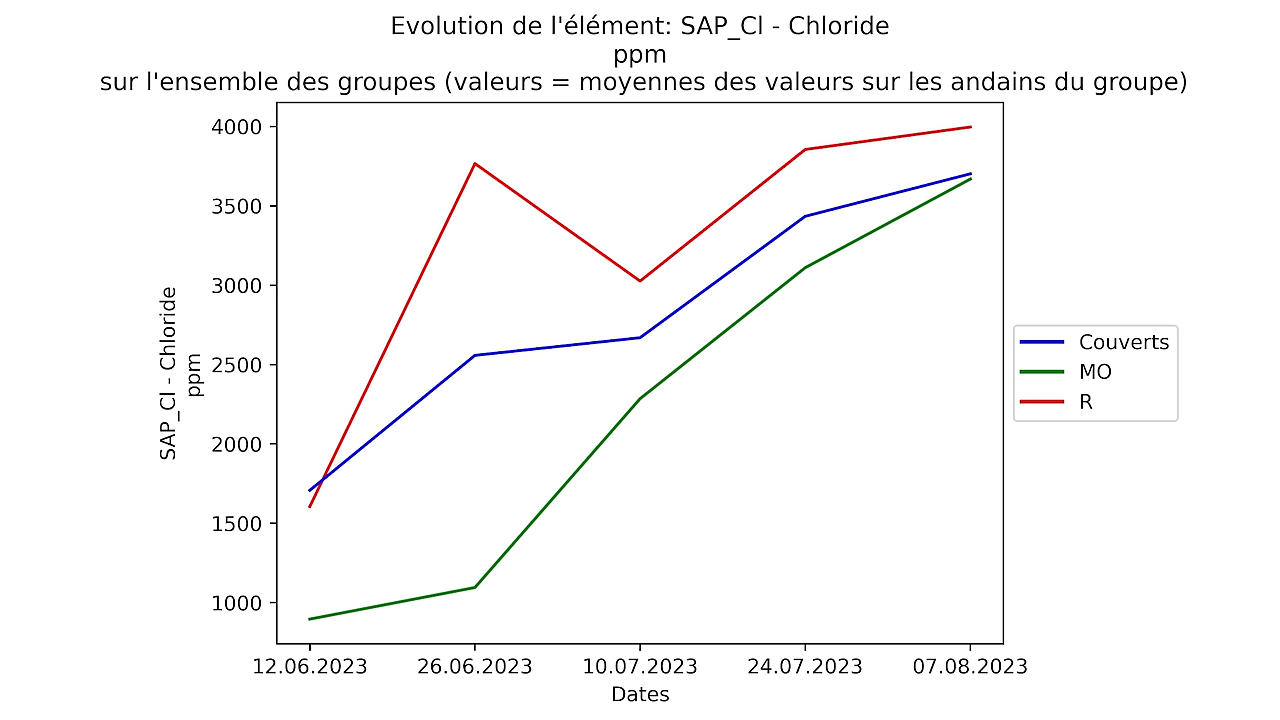 Evolution de l'élément: SAP_Cl - Chloride
ppm
sur l'ensemble des groupes (valeurs = moyennes des valeurs sur les andains du groupe)
SAP_Cl - Chloride
ppm
4000
3500
3000
2500
2000
1500
1000
12.06.2023
26.06.2023
10.07.2023
24.07.2023
07.08.2023
Dates
Couverts
MO
R